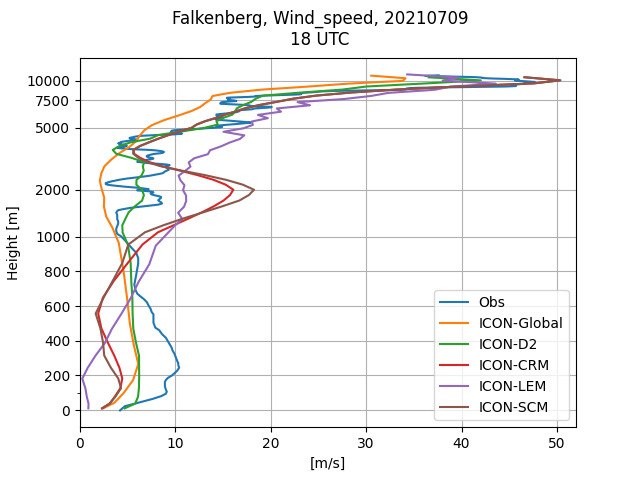 Falkenberg, Wind_speed, 20210709
18 UTC
10000
7500
5000
2000
1000
800
600
400
200
0
Height [m]
0 10 20 30 40 50
[m/s]
Obs
ICON-Global
ICON-D2
ICON-CRM
ICON-LEM
ICON-SCM